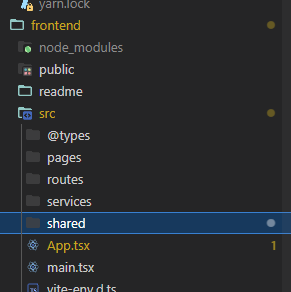 yarn.lock
frontend
node_modules
public
readme
src
@types
pages
routes
services
shared
App.tsx 1
main.tsx
TS vite-env.d.ts